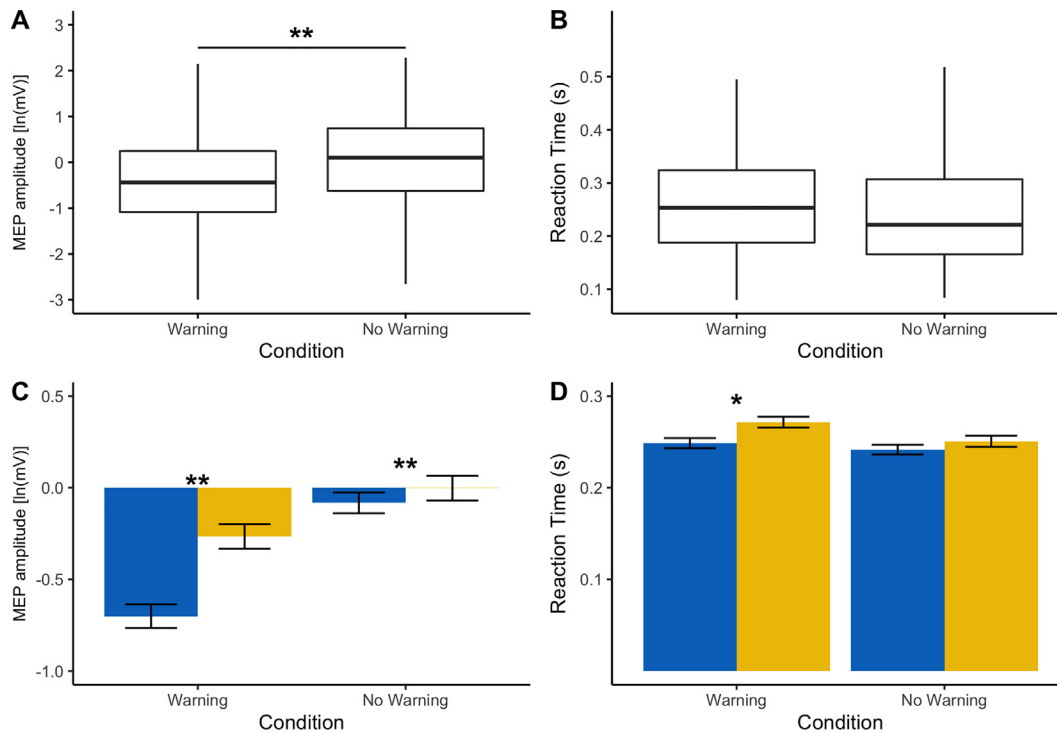 A
MEP amplitude [ln(mV)]
3
2
1
0
-1
-2
-3
**
Warning
No Warning
Condition
B
Reaction Time (s)
0.5
0.4
0.3
0.2
0.1
Warning
No Warning
Condition
C
MEP amplitude [ln(mV)]
0.5
0.0
-0.5
-1.0
**
**
Warning
No Warning
Condition
D
Reaction Time (s)
0.3
0.2
0.1
*
Warning
No Warning
Condition